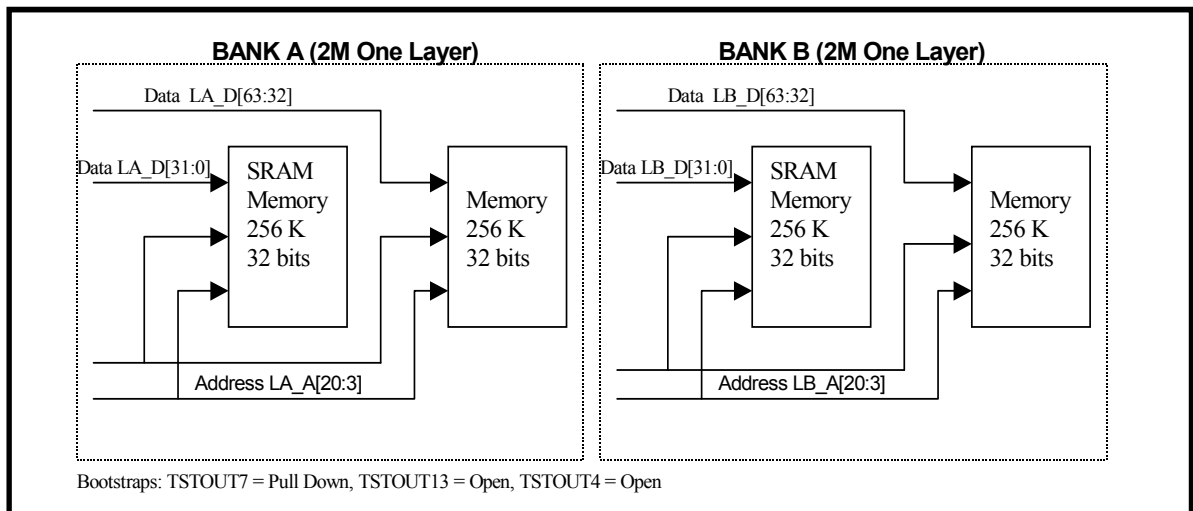 BANK A (2M One Layer)
Data LA_D[63:32]
Data LA_D[31:0]
SRAM
Memory
256 K
32 bits
Memory
256 K
32 bits
Address LA_A[20:3]
BANK B (2M One Layer)
Data LB_D[63:32]
Data LB_D[31:0]
SRAM
Memory
256 K
32 bits
Memory
256 K
32 bits
Address LB_A[20:3]
Bootstraps: TSTOUT7 = Pull Down, TSTOUT13 = Open, TSTOUT4 = Open